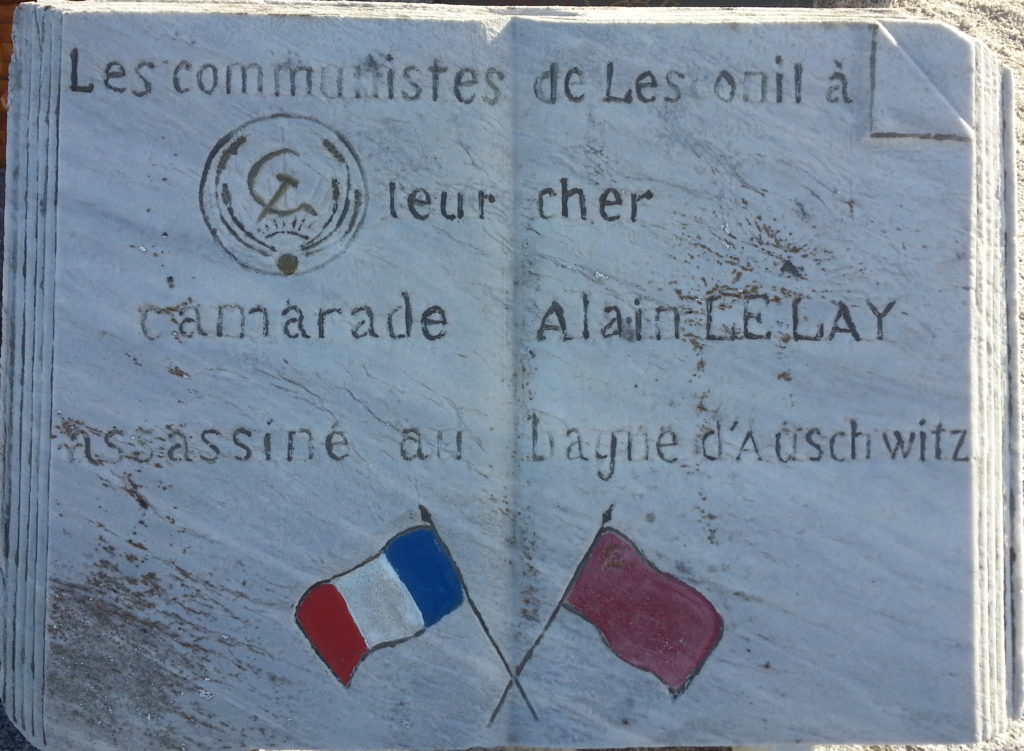 Les communistes de Lesconil à
leur cher
camarade Alain LE LAY
assassiné au bagne d'Auschwitz